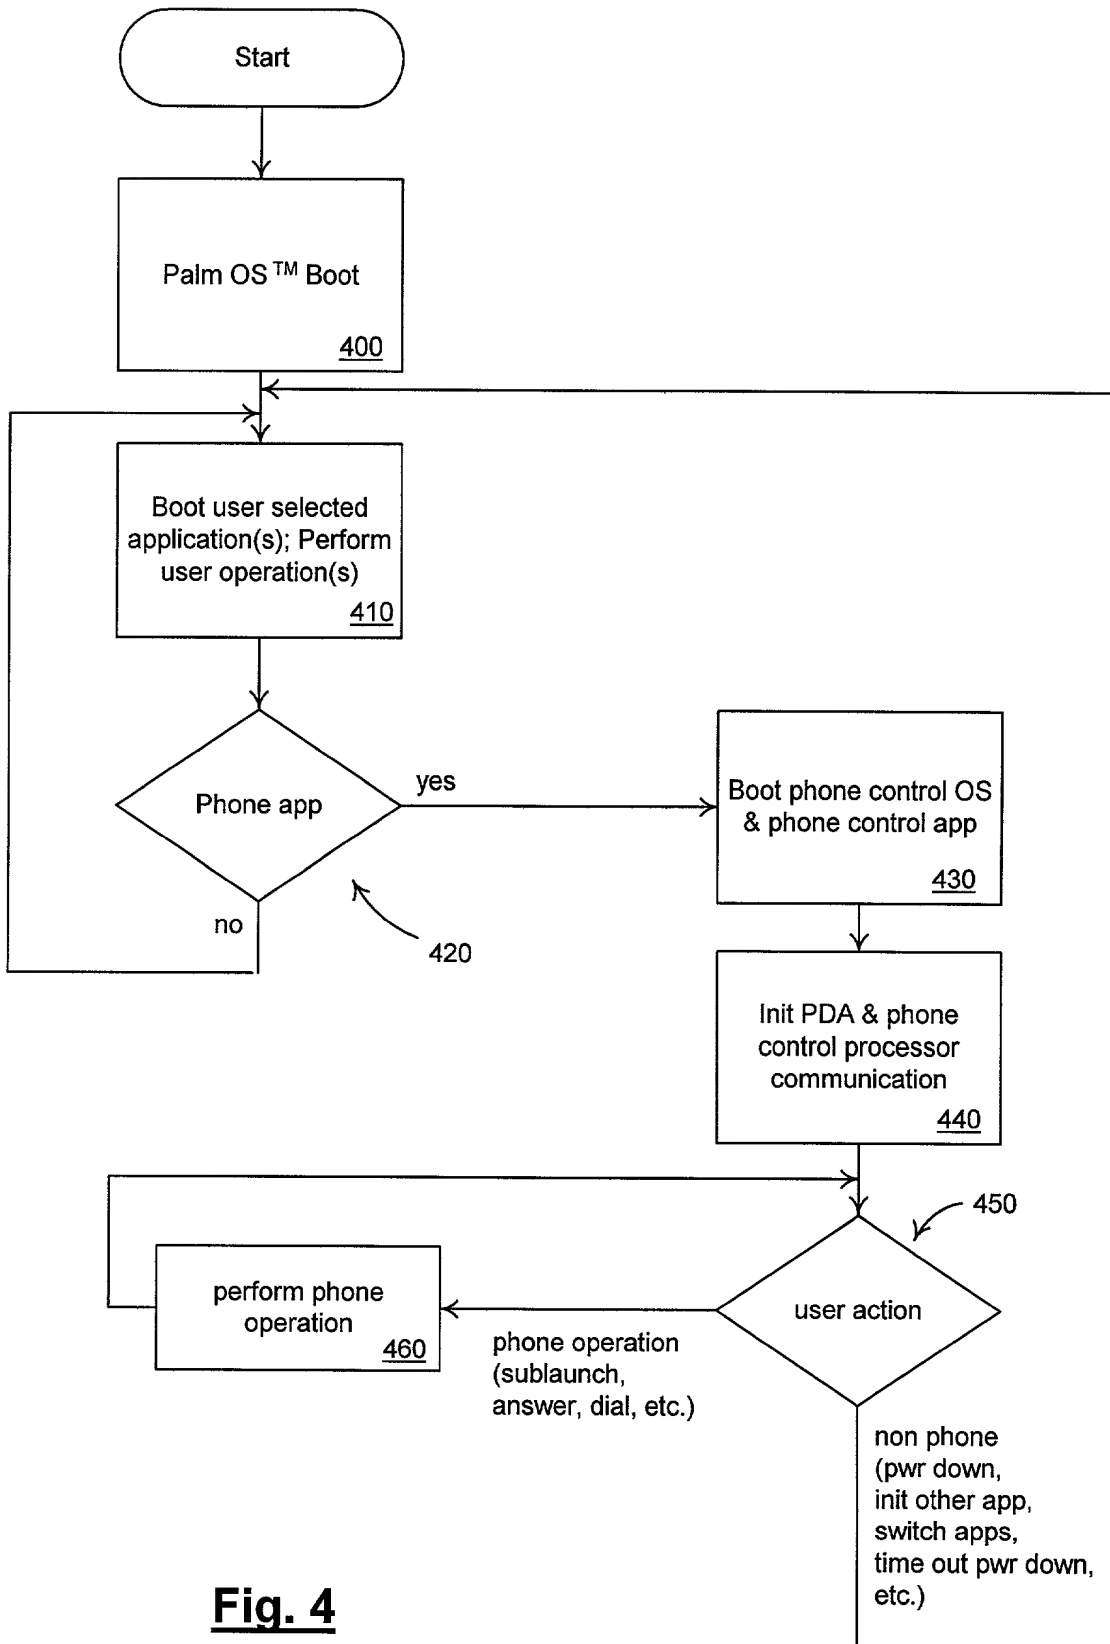 Start
Palm OS™ Boot
400
Boot user selected
application(s); Perform
user operation(s)
410
Phone app
yes
no
420
Boot phone control OS
& phone control app
430
Init PDA & phone
control processor
communication
440
450
user action
perform phone
operation
460
phone operation
(sublaunch,
answer, dial, etc.)
non phone
(pwr down,
init other app,
switch apps,
time out pwr down,
etc.)
Fig. 4